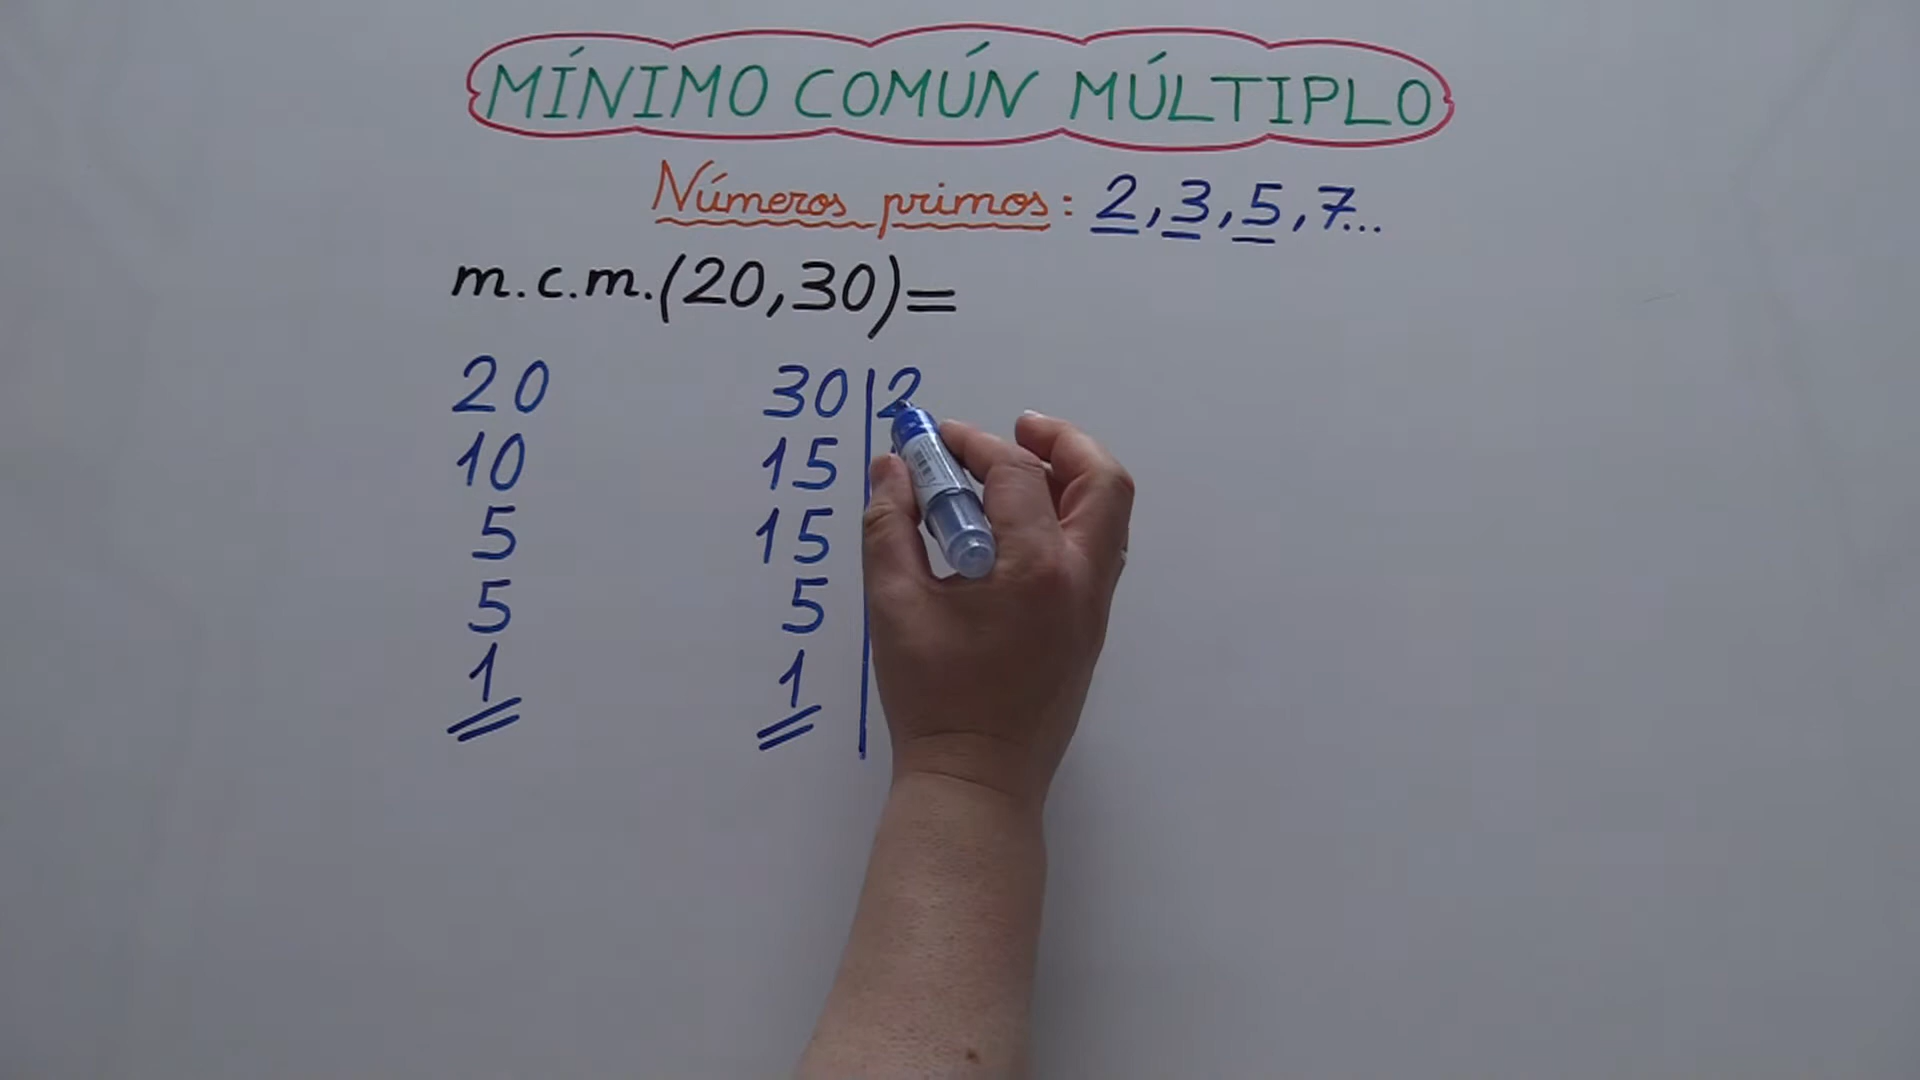 MÍNIMO COMÚN MÚLTIPLO
Números primos: 2, 3, 5, 7...
m.c.m.(20,30)=
20 30 2
10 15
5 15
5 5
1 1